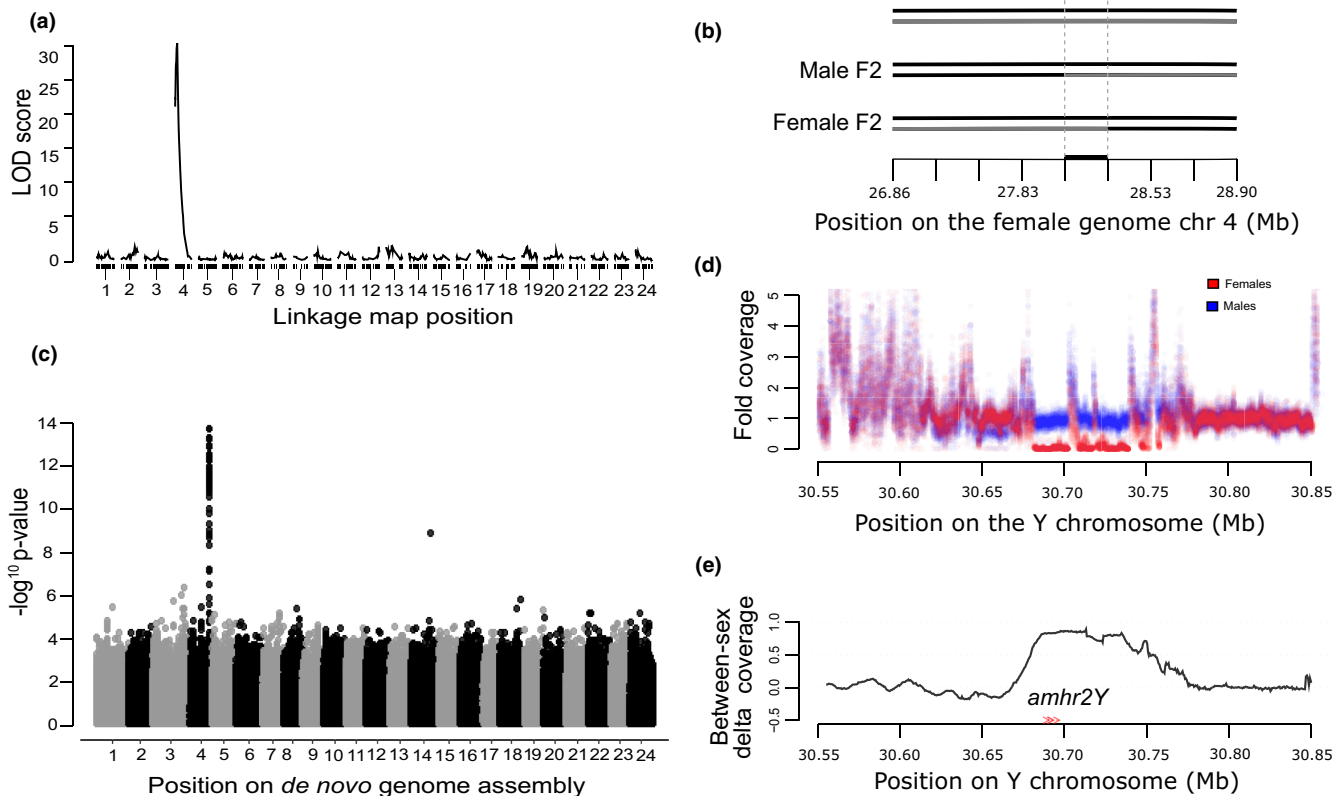 (a)
30
25
20
15
10
5
0
LOD score
1 2 3 4 5 6 7 8 9 10 11 12 13 14 15 16 17 18 19 20 21 22 23 24
Linkage map position
(b)
Male F2
Female F2
26.86 27.83 28.53 28.90
Position on the female genome chr 4 (Mb)
(c)
14
12
10
8
6
4
2
0
-log10 p-value
1 2 3 4 5 6 7 8 9 10 11 12 13 14 15 16 17 18 19 20 21 22 23 24
Position on de novo genome assembly
(d)
Females
Males
5
4
3
2
1
0
Fold coverage
30.55 30.60 30.65 30.70 30.75 30.80 30.85
Position on the Y chromosome (Mb)
(e)
1.0
0.5
0.0
-0.5
Between-sex
delta coverage
amhr2Y
30.55 30.60 30.65 30.70 30.75 30.80 30.85
Position on Y chromosome (Mb)